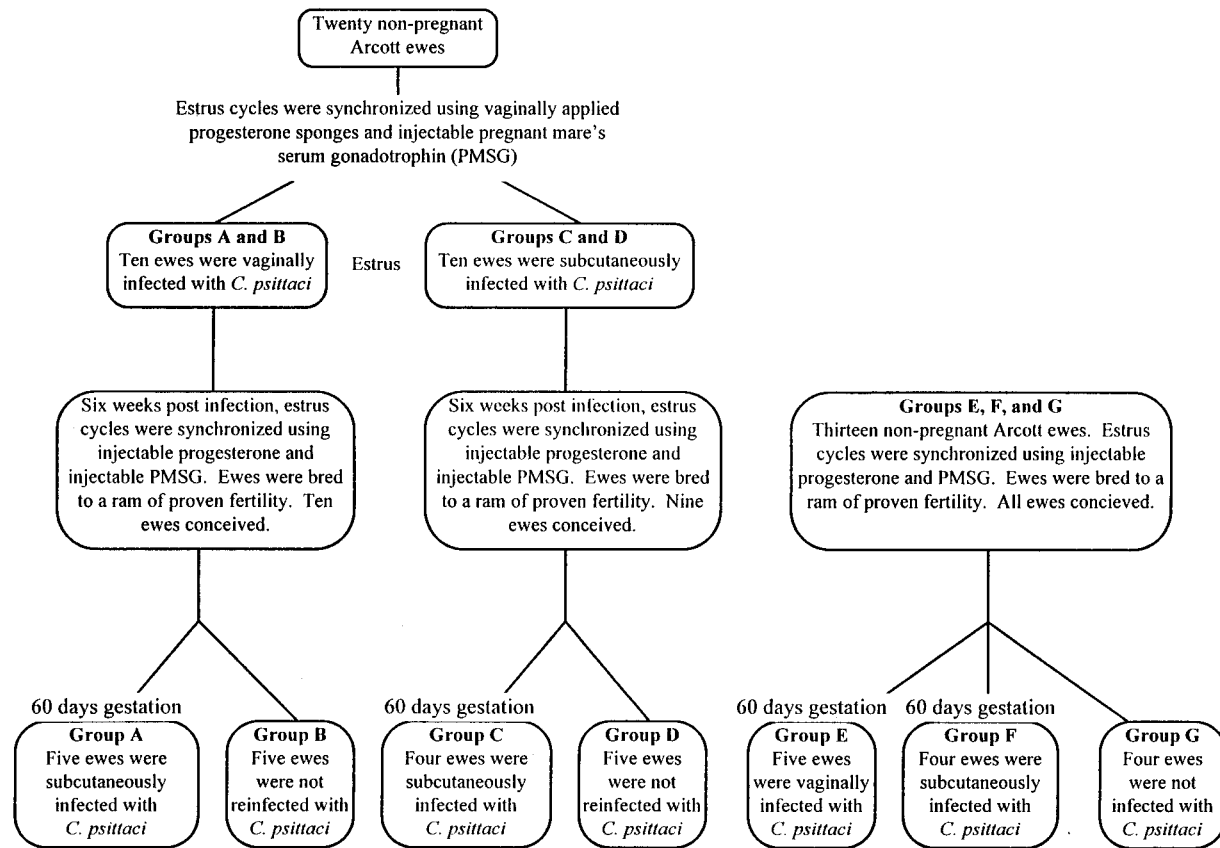 Twenty non-pregnant
Arcott ewes
Estrus cycles were synchronized using vaginally applied
progesterone sponges and injectable pregnant mare's
serum gonadotrophin (PMSG)
Groups A and B
Ten ewes were vaginally
infected with C. psittaci
Estrus
Groups C and D
Ten ewes were subcutaneously
infected with C. psittaci
Six weeks post infection, estrus
cycles were synchronized using
injectable progesterone and
injectable PMSG. Ewes were bred
to a ram of proven fertility. Ten
ewes conceived.
Six weeks post infection, estrus
cycles were synchronized using
injectable progesterone and
injectable PMSG. Ewes were bred
to a ram of proven fertility. Nine
ewes conceived.
Groups E, F, and G
Thirteen non-pregnant Arcott ewes. Estrus
cycles were synchronized using injectable
progesterone and PMSG. Ewes were bred to a
ram of proven fertility. All ewes concieved.
60 days gestation
Group A
Five ewes were
subcutaneously
infected with
C. psittaci
Group B
Five ewes
were not
reinfected with
C. psittaci
60 days gestation
Group C
Four ewes were
subcutaneously
infected with
C. psittaci
Group D
Five ewes
were not
reinfected with
C. psittaci
60 days gestation
Group E
Five ewes
were vaginally
infected with
C. psittaci
60 days gestation
Group F
Four ewes were
subcutaneously
infected with
C. psittaci
Group G
Four ewes
were not
infected with
C. psittaci